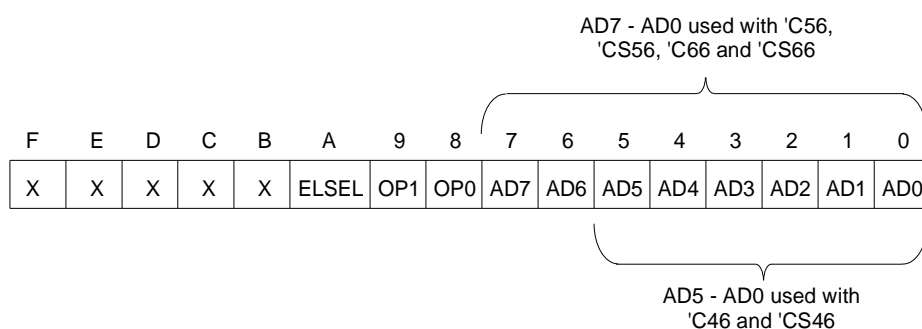 AD7 - AD0 used with 'C56,
'CS56, 'C66 and 'CS66
F E D C B A 9 8 7 6 5 4 3 2 1 0
X X X X X ELSEL OP1 OP0 AD7 AD6 AD5 AD4 AD3 AD2 AD1 AD0
AD5 - AD0 used with
'C46 and 'CS46